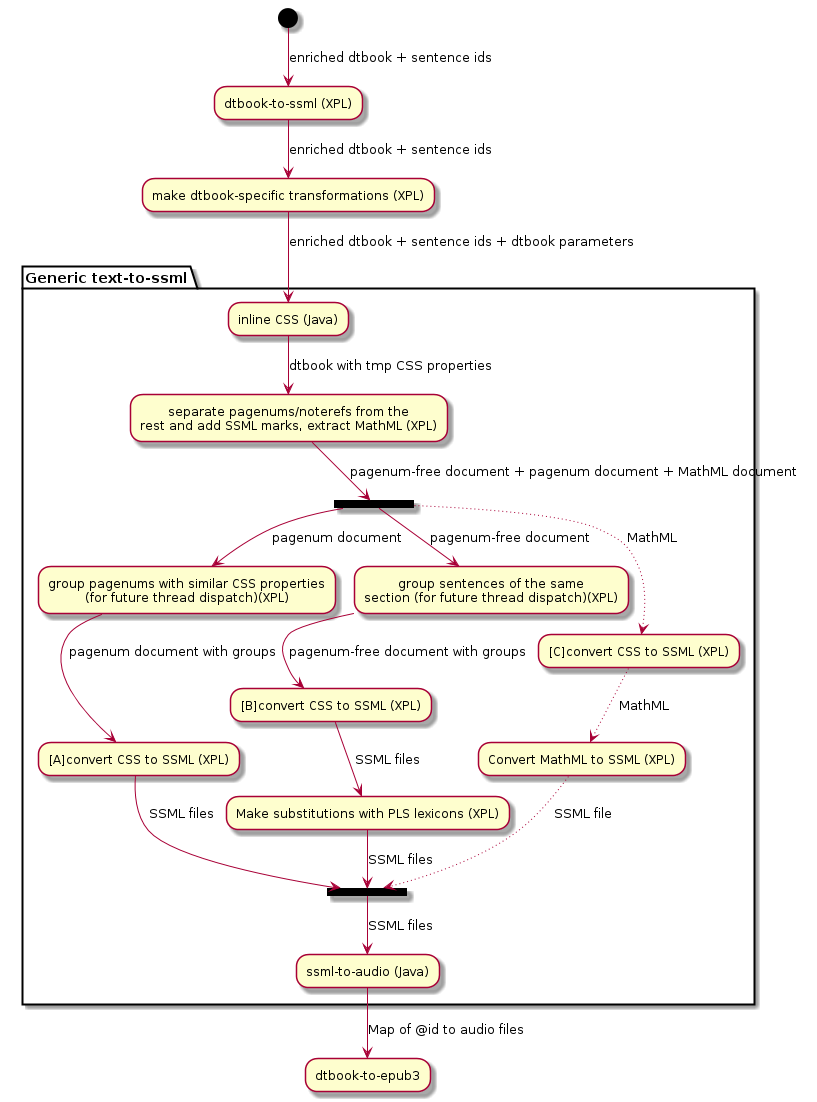 enriched dtbook + sentence ids
dtbook-to-ssml (XPL)
enriched dtbook + sentence ids
make dtbook-specific transformations (XPL)
enriched dtbook + sentence ids + dtbook parameters
Generic text-to-ssml
inline CSS (Java)
dtbook with tmp CSS properties
separate pagenums/noterefs from the
rest and add SSML marks, extract MathML (XPL)
pagenum-free document + pagenum document + MathML document
pagenum document
pagenum-free document
MathML
group pagenums with similar CSS properties
(for future thread dispatch)(XPL)
group sentences of the same
section (for future thread dispatch)(XPL)
pagenum document with groups
pagenum-free document with groups
[C]convert CSS to SSML (XPL)
[B]convert CSS to SSML (XPL)
MathML
[A]convert CSS to SSML (XPL)
SSML files
Convert MathML to SSML (XPL)
SSML files
Make substitutions with PLS lexicons (XPL)
SSML file
SSML files
SSML files
ssml-to-audio (Java)
Map of @id to audio files
dtbook-to-epub3